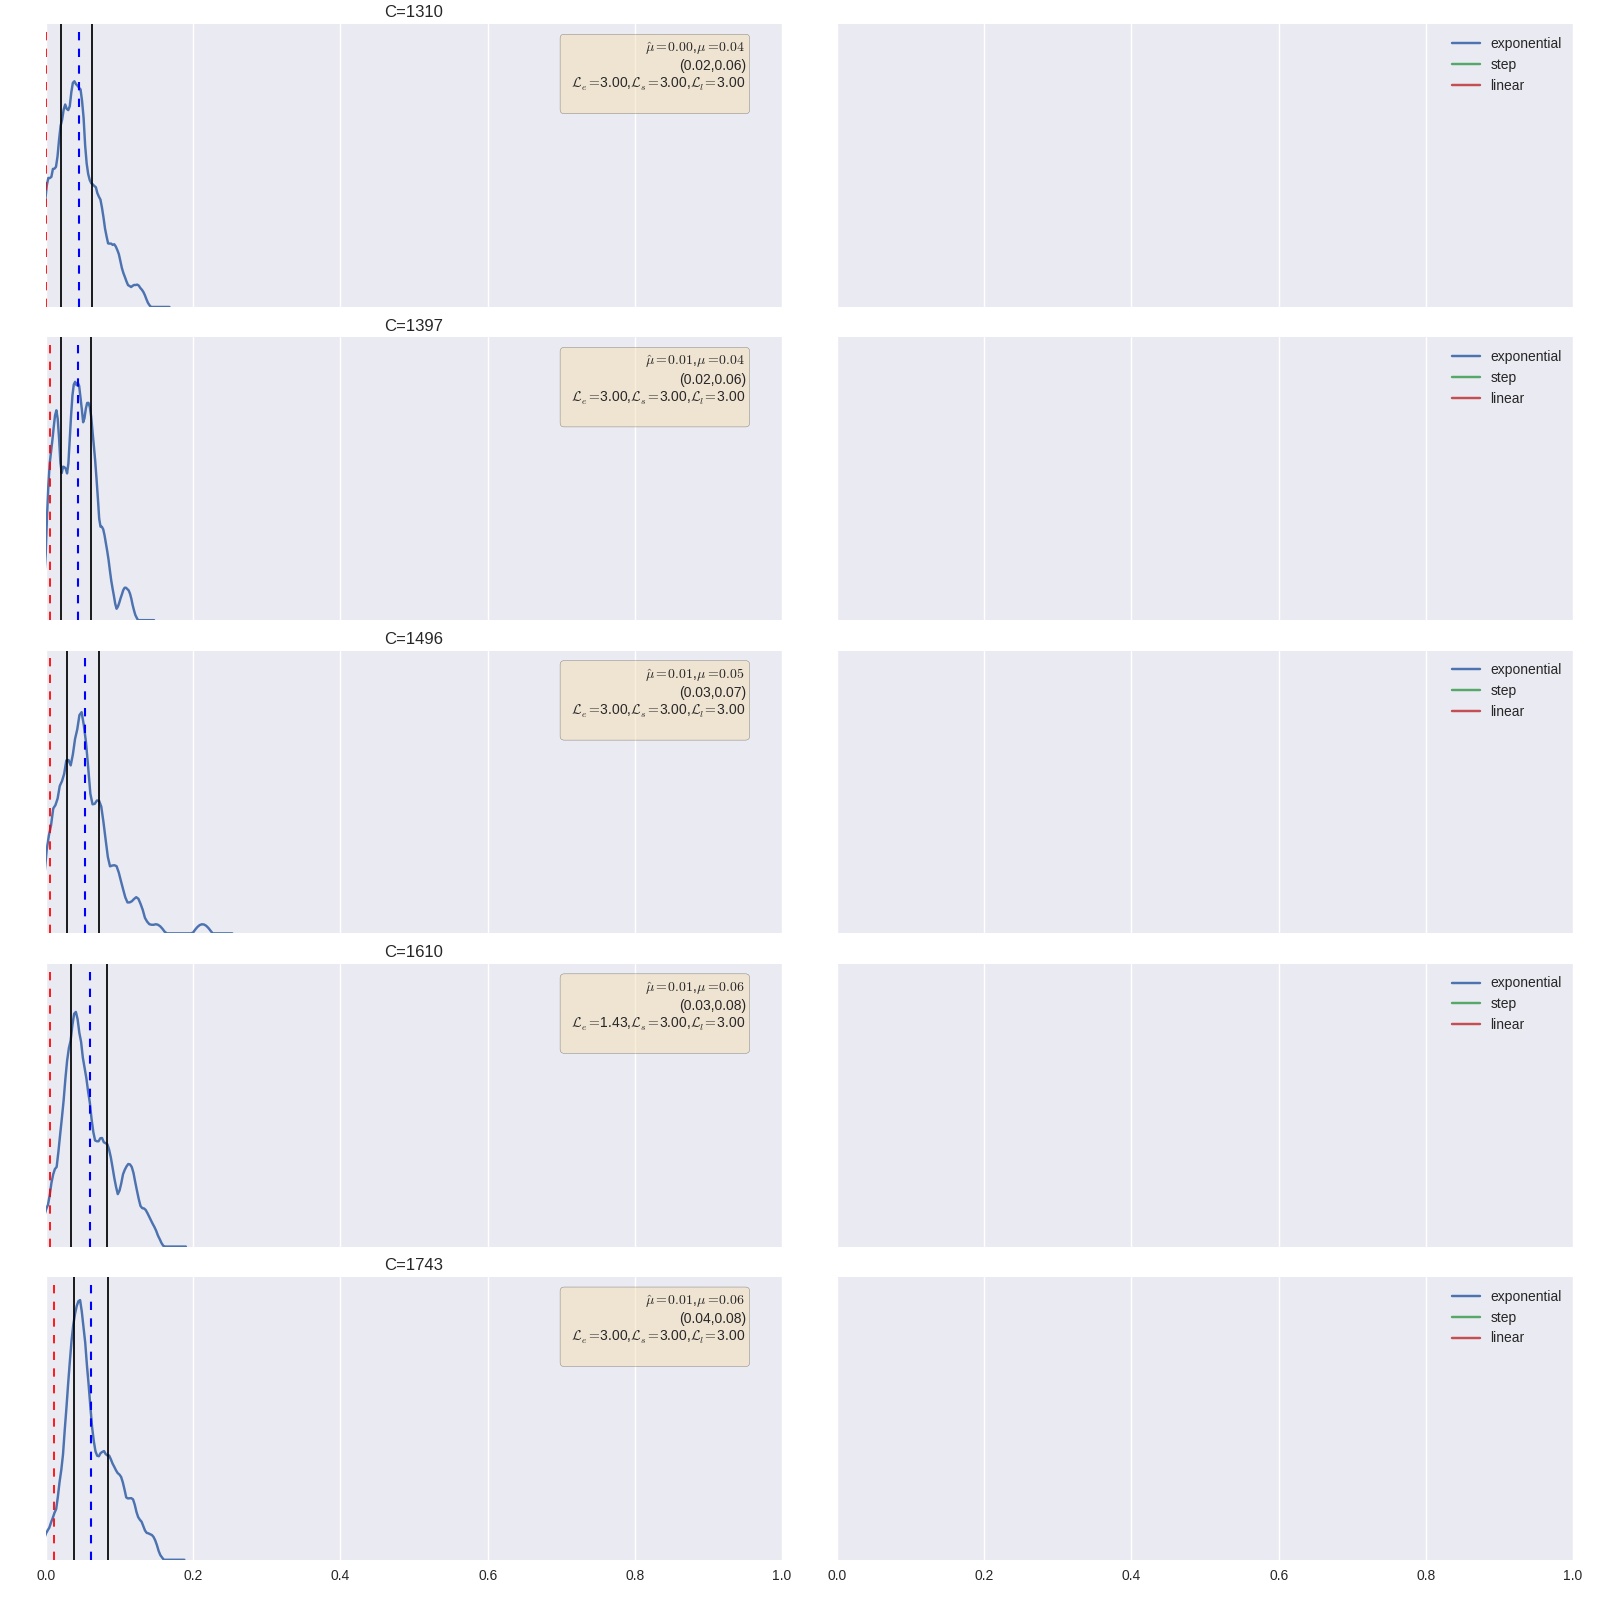 C=1310
μ̂=0.00,μ=0.04
(0.02,0.06)
ℒₑ=3.00,ℒₛ=3.00,ℒₗ=3.00
exponential
step
linear
C=1397
μ̂=0.01,μ=0.04
(0.02,0.06)
ℒₑ=3.00,ℒₛ=3.00,ℒₗ=3.00
exponential
step
linear
C=1496
μ̂=0.01,μ=0.05
(0.03,0.07)
ℒₑ=3.00,ℒₛ=3.00,ℒₗ=3.00
exponential
step
linear
C=1610
μ̂=0.01,μ=0.06
(0.03,0.08)
ℒₑ=1.43,ℒₛ=3.00,ℒₗ=3.00
exponential
step
linear
C=1743
μ̂=0.01,μ=0.06
(0.04,0.08)
ℒₑ=3.00,ℒₛ=3.00,ℒₗ=3.00
exponential
step
linear
0.0 0.2 0.4 0.6 0.8 1.0
0.0 0.2 0.4 0.6 0.8 1.0